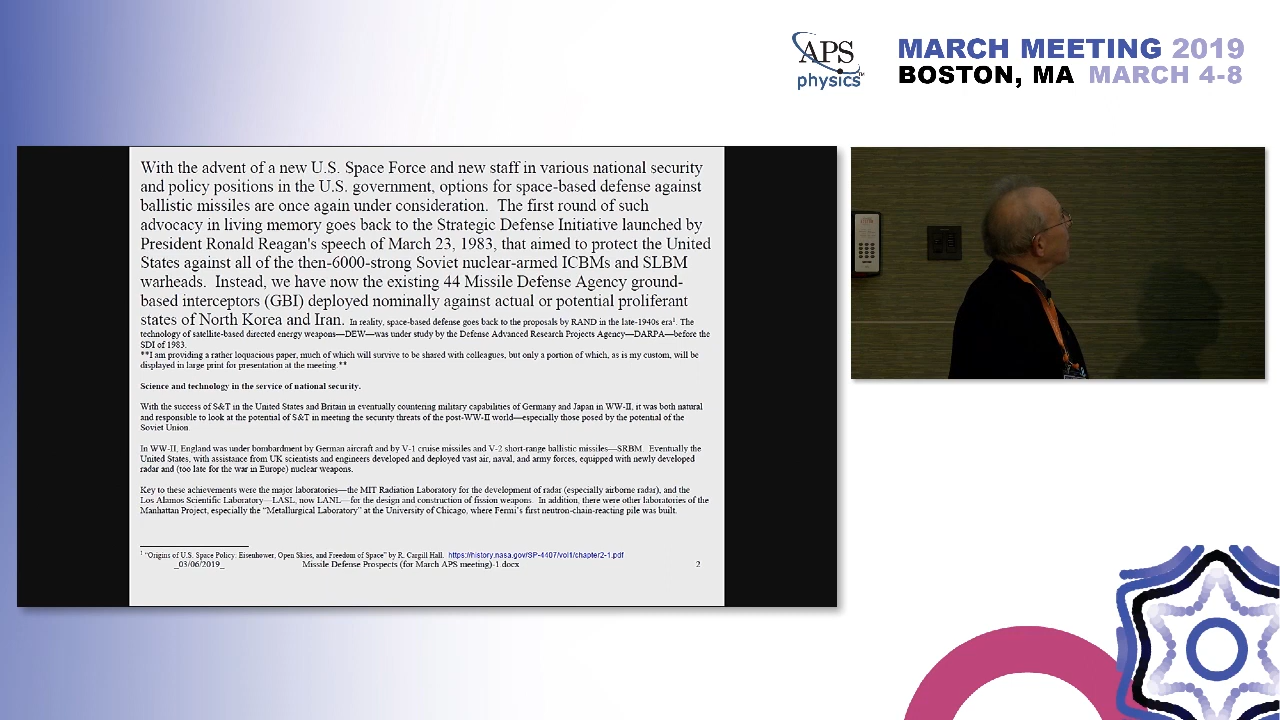 APS
physics™
MARCH MEETING 2019
BOSTON, MA MARCH 4-8
With the advent of a new U.S. Space Force and new staff in various national security
and policy positions in the U.S. government, options for space-based defense against
ballistic missiles are once again under consideration. The first round of such
advocacy in living memory goes back to the Strategic Defense Initiative launched by
President Ronald Reagan's speech of March 23, 1983, that aimed to protect the United
States against all of the then-6000-strong Soviet nuclear-armed ICBMs and SLBM
warheads. Instead, we have now the existing 44 Missile Defense Agency ground-
based interceptors (GBI) deployed nominally against actual or potential proliferant
states of North Korea and Iran. In reality, space-based defense goes back to the proposals by RAND in the late-1940s era¹. The
technology of satellite-based directed energy weapons—DEW—was under study by the Defense Advanced Research Projects Agency—DARPA—before the
SDI of 1983.
**I am providing a rather loquacious paper, much of which will survive to be shared with colleagues, but only a portion of which, as is my custom, will be
displayed in large print for presentation at the meeting.**
Science and technology in the service of national security.
With the success of S&T in the United States and Britain in eventually countering military capabilities of Germany and Japan in WW-II, it was both natural
and responsible to look at the potential of S&T in meeting the security threats of the post-WW-II world—especially those posed by the potential of the
Soviet Union.
In WW-II, England was under bombardment by German aircraft and by V-1 cruise missiles and V-2 short-range ballistic missiles—SRBM. Eventually the
United States, with assistance from UK scientists and engineers developed and deployed vast air, naval, and army forces, equipped with newly developed
radar and (too late for the war in Europe) nuclear weapons.
Key to these achievements were the major laboratories—the MIT Radiation Laboratory for the development of radar (especially airborne radar), and the
Los Alamos Scientific Laboratory—LASL, now LANL—for the design and construction of fission weapons. In addition, there were other laboratories of the
Manhattan Project, especially the “Metallurgical Laboratory” at the University of Chicago, where Fermi’s first neutron-chain-reacting pile was built.
¹ “Origins of U.S. Space Policy: Eisenhower, Open Skies, and Freedom of Space” by R. Cargill Hall. https://history.nasa.gov/SP-4407/vol1/chapter2-1.pdf
_03/06/2019_ Missile Defense Prospects (for March APS meeting)-1.docx 2